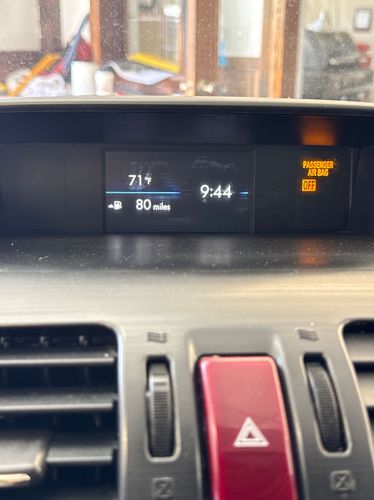 71°F
9:44
80 miles
PASSENGER
AIR BAG
OFF